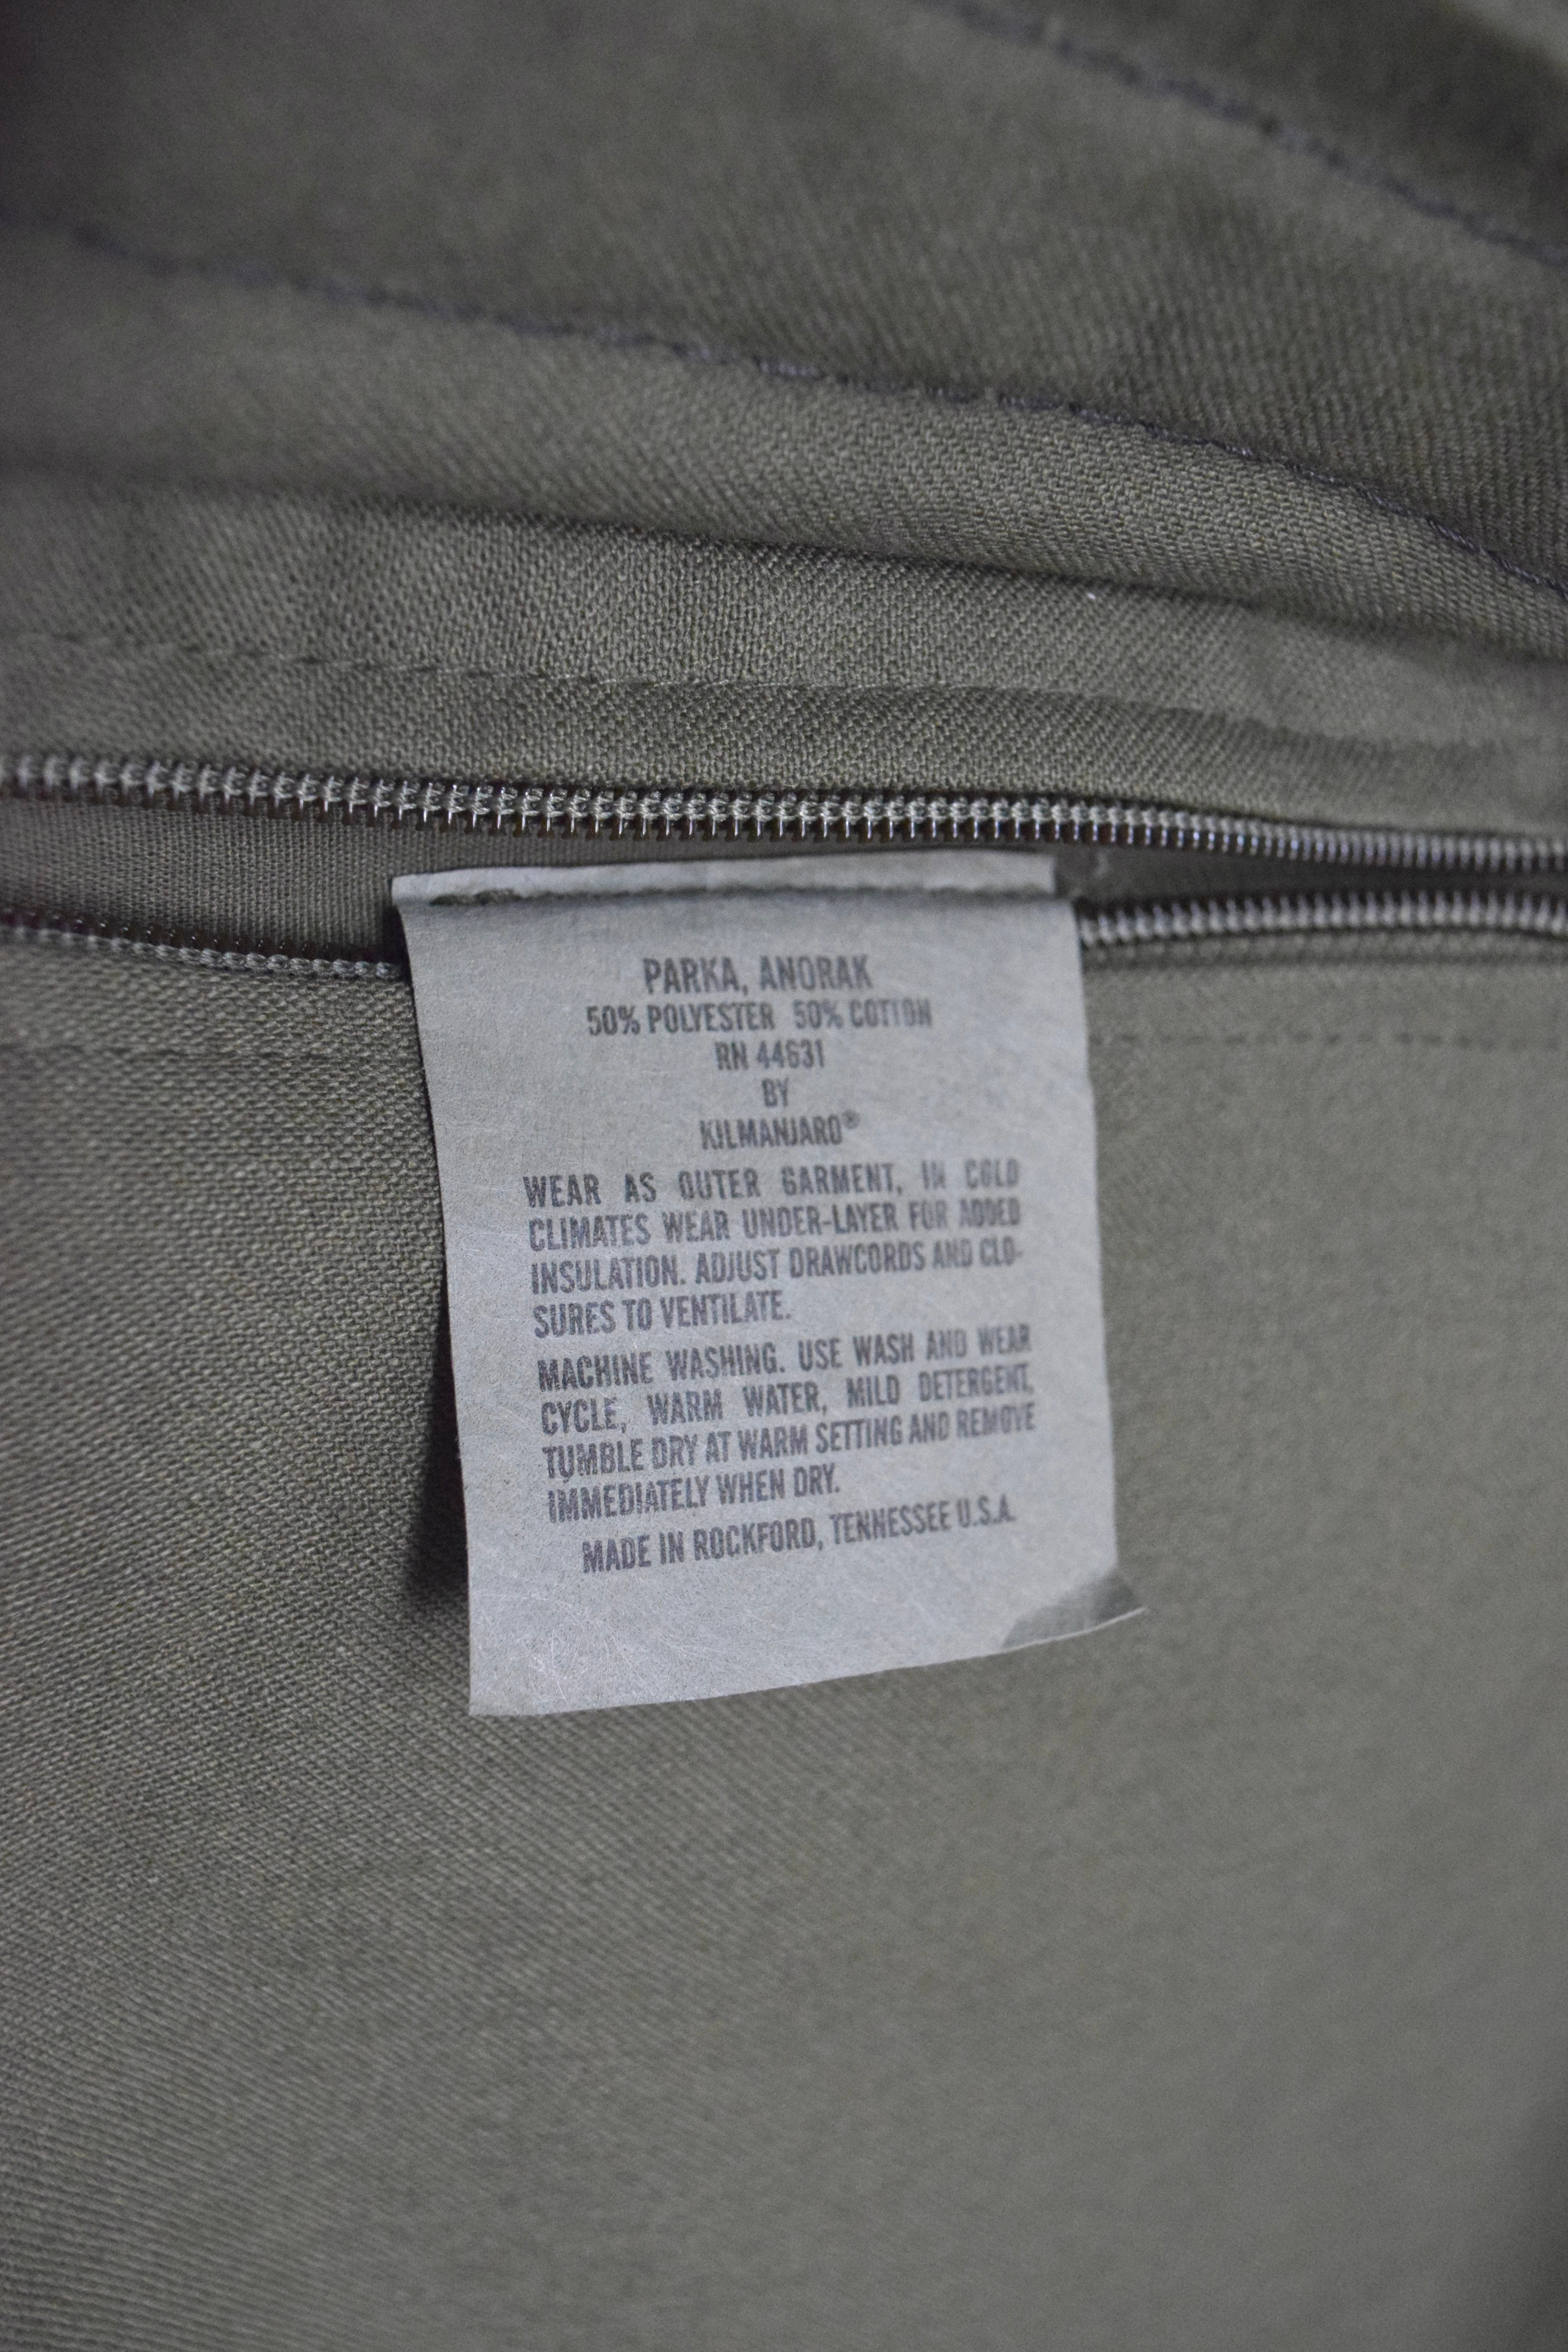 PARKA, ANORAK
50% POLYESTER 50% COTTON
RN 44631
BY
KILMANJARO®
WEAR AS OUTER GARMENT, IN COLD
CLIMATES WEAR UNDER-LAYER FOR ADDED
INSULATION. ADJUST DRAWCORDS AND CLO-
SURES TO VENTILATE.
MACHINE WASHING. USE WASH AND WEAR
CYCLE, WARM WATER, MILD DETERGENT,
TUMBLE DRY AT WARM SETTING AND REMOVE
IMMEDIATELY WHEN DRY.
MADE IN ROCKFORD, TENNESSEE U.S.A.